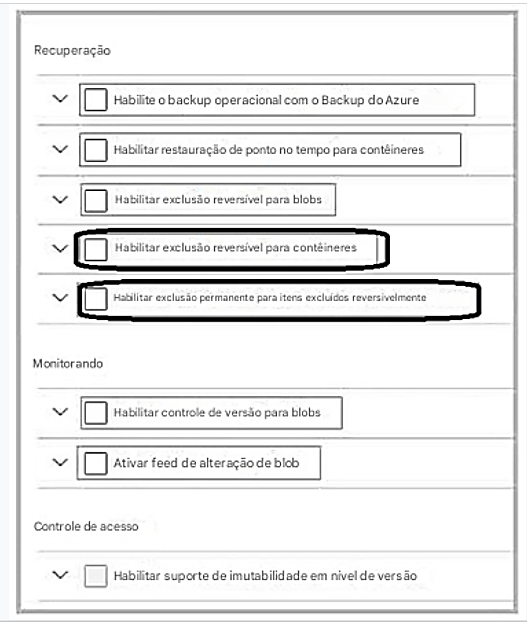 Recuperação
Habilite o backup operacional com o Backup do Azure
Habilitar restauração de ponto no tempo para contêineres
Habilitar exclusão reversível para blobs
Habilitar exclusão reversível para contêineres
Habilitar exclusão permanente para itens excluídos reversivelmente
Monitorando
Habilitar controle de versão para blobs
Ativar feed de alteração de blob
Controle de acesso
Habilitar suporte de imutabilidade em nível de versão